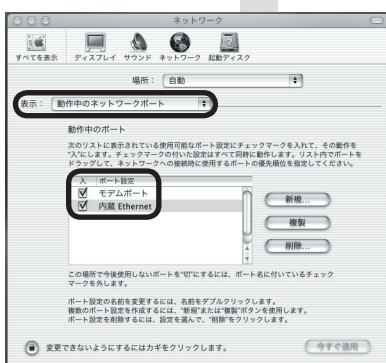 ネットワーク
すべてを表示 ディスプレイ サウンド ネットワーク 起動ディスク
場所： 自動
表示： 動作中のネットワークポート
動作中のポート
次のリストに表示されている使用可能なポート設定にチェックマークを入れて、その動作を
“入”にします。チェックマークの付いた設定はすべて同時に動作します。リスト内でポートを
ドラッグして、ネットワークへの接続時に使用するポートの優先順位を指定してください。
入 ポート設定
モデムポート
内蔵 Ethernet
新規...
複製
削除...
この場所で今後使用しないポートを“切”にするには、ポート名に付いているチェック
マークを外します。
ポート設定の名前を変更するには、名前をダブルクリックします。
複数のポート設定を作成するには、“新規”または“複製”ボタンを使用します。
ポート設定を削除するには、設定を選んで、“削除”をクリックします。
変更できないようにするにはカギをクリックします。
今すぐ適用